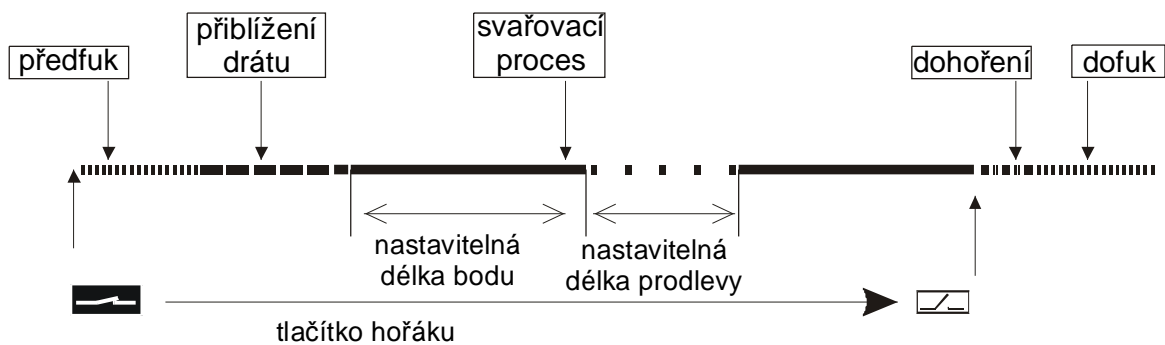 předfuk
přiblížení
drátu
svařovací
proces
dohoření
dofuk
nastavitelná
délka bodu
nastavitelná
délka prodlevy
tlačítko hořáku